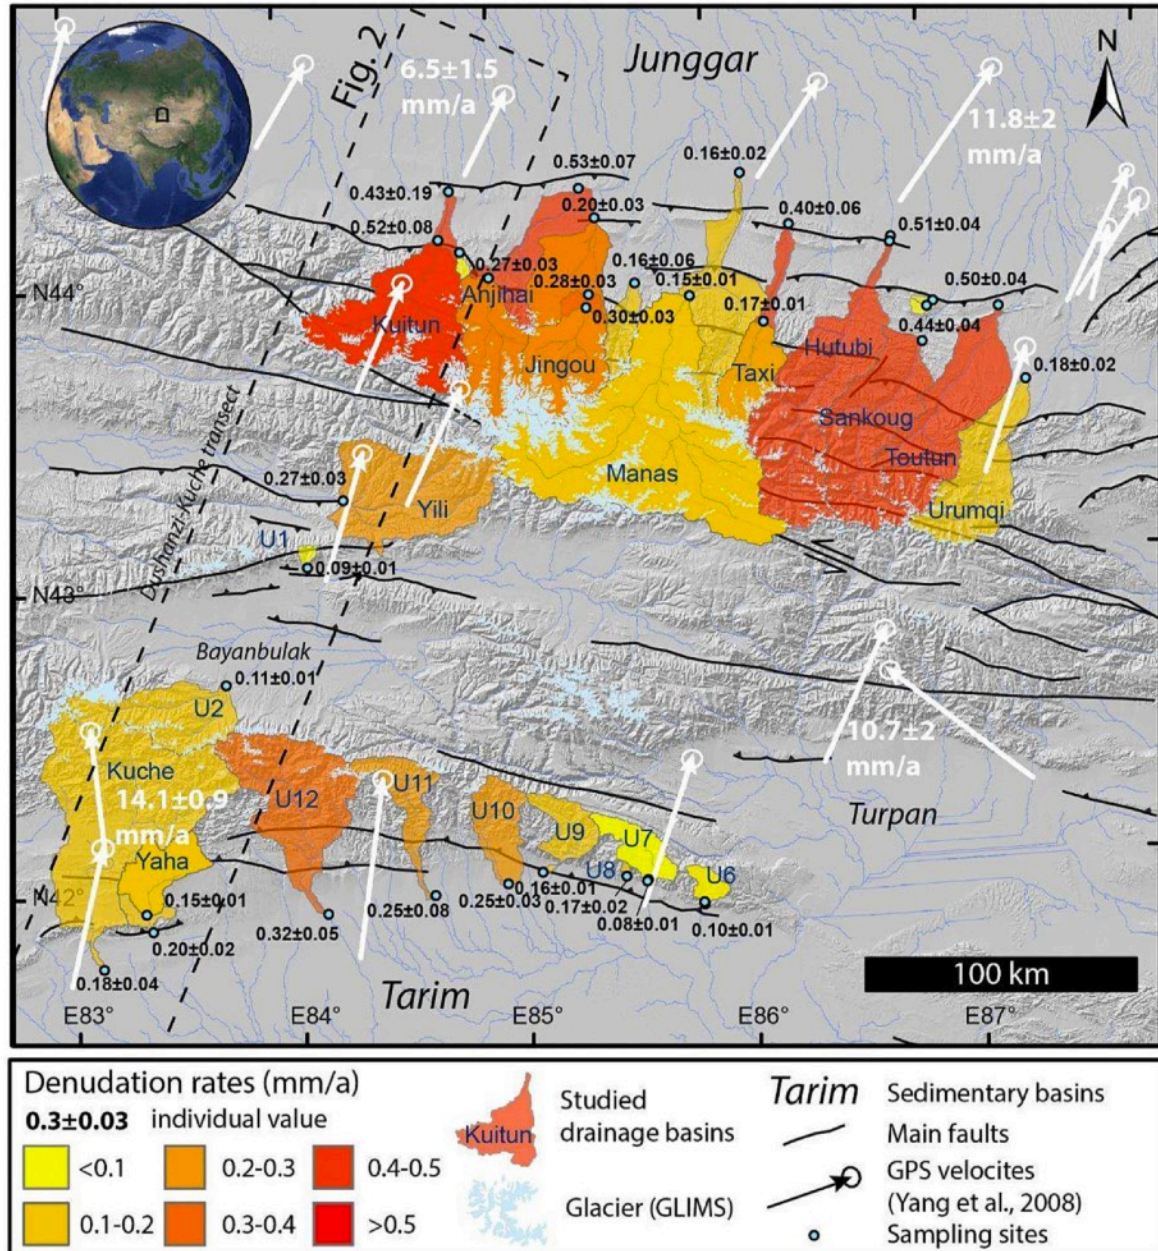 Junggar
N
Fig. 2
6.5±1.5
mm/a
11.8±2
mm/a
0.16±0.02
0.53±0.07
0.43±0.19
0.20±0.03
0.40±0.06
0.51±0.04
0.52±0.08
0.27±0.03
0.16±0.06
0.28±0.03
0.15±0.01
0.50±0.04
N44°
Anjihai
0.30±0.03
0.17±0.01
0.44±0.04
Kuitun
Hutubi
Jingou
Taxi
0.18±0.02
Sankoug
Toutun
Manas
0.27±0.03
Yili
Urumqi
U1
0.09±0.01
Dushanzi-Kuche transect
N43°
Bayanbulak
0.11±0.01
U2
10.7±2
mm/a
Kuche
14.1±0.9
mm/a
U12
U11
U10
U9
U7
U8
U6
Turpan
Yaha
N42°
0.15±0.01
0.20±0.02
0.18±0.04
0.32±0.05
0.25±0.08
0.25±0.03
0.16±0.01
0.17±0.02
0.08±0.01
0.10±0.01
Tarim
100 km
E83°
E84°
E85°
E86°
E87°
Denudation rates (mm/a)
0.3±0.03 individual value
<0.1
0.2-0.3
0.4-0.5
0.1-0.2
0.3-0.4
>0.5
Kuitun
Studied
drainage basins
Glacier (GLIMS)
Tarim
Sedimentary basins
Main faults
GPS velocites
(Yang et al., 2008)
Sampling sites